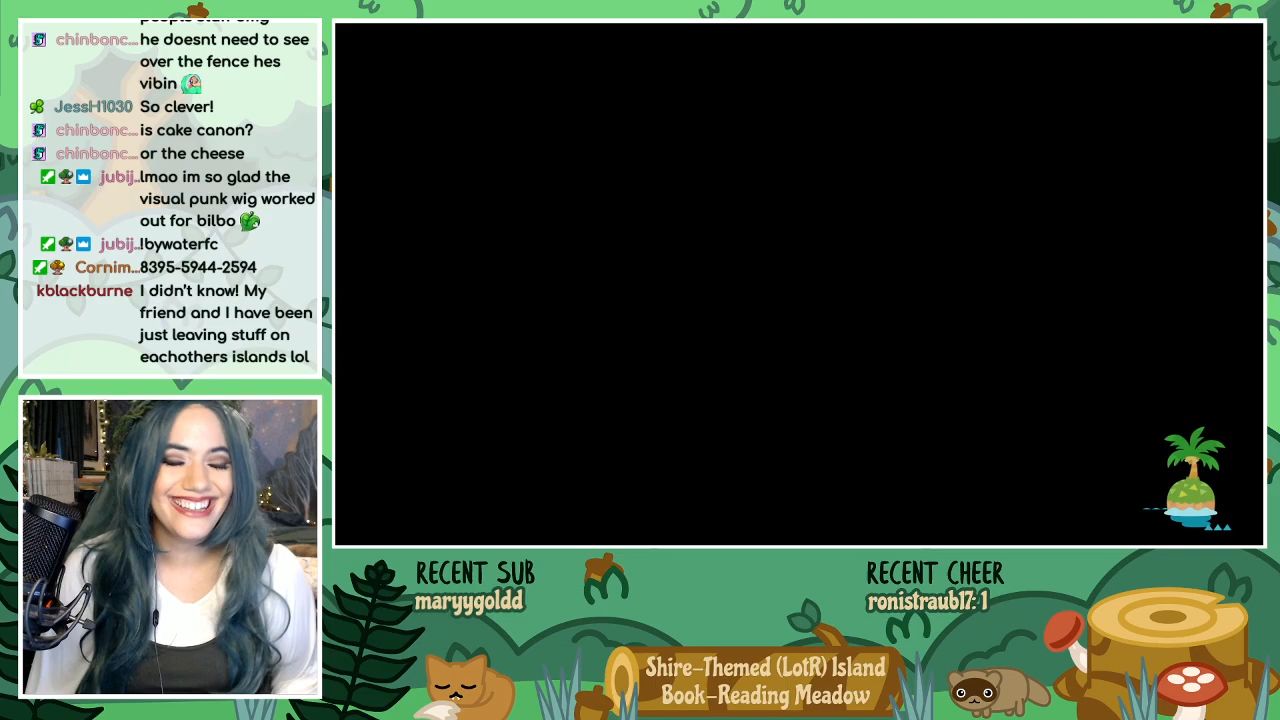 chinbonc... he doesnt need to see
over the fence hes
vibin
JessH1030 So clever!
chinbonc... is cake canon?
chinbonc... or the cheese
jubij.. lmao im so glad the
visual punk wig worked
out for bilbo
jubij.. !bywaterfc
Cornim... 8395-5944-2594
kblackburne I didn't know! My
friend and I have been
just leaving stuff on
eachothers islands lol
RECENT SUB
maryygoldd
RECENT CHEER
ronistraub17: 1
Shire-Themed (LotR) Island
Book-Reading Meadow